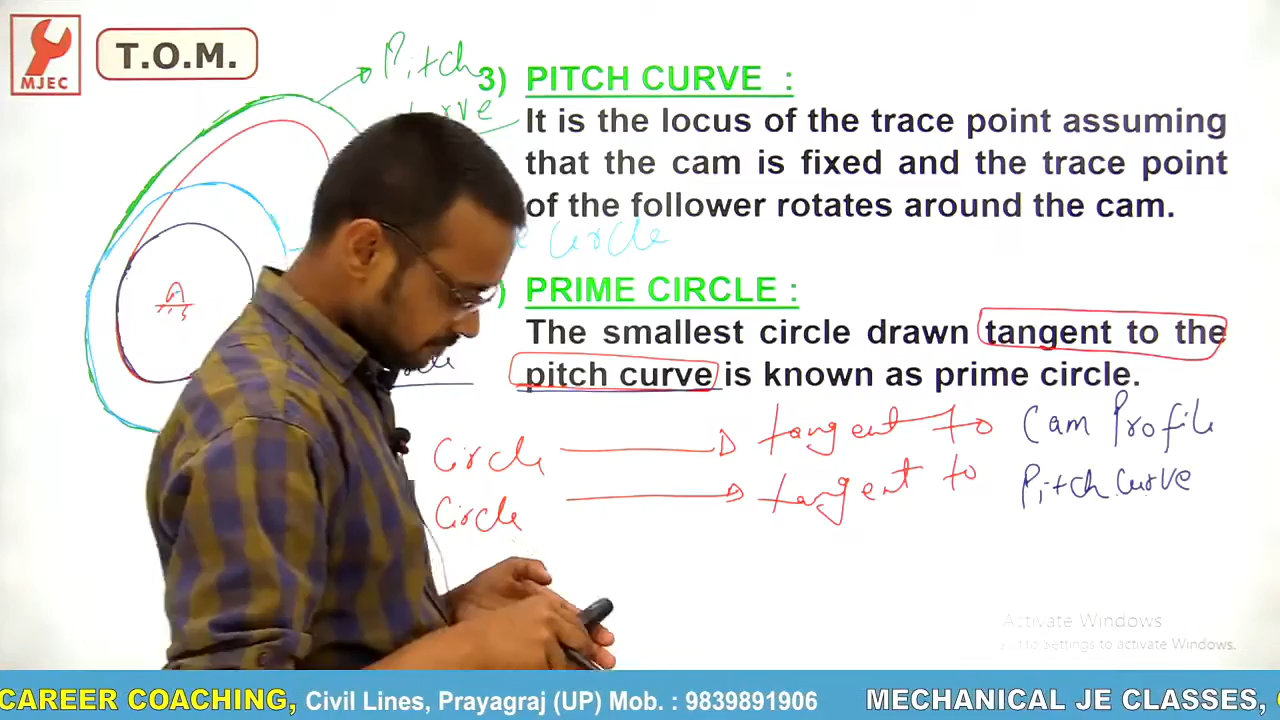 MJEC
T.O.M.
Pitch
3) PITCH CURVE :
It is the locus of the trace point assuming
that the cam is fixed and the trace point
of the follower rotates around the cam.
Circle
A
) PRIME CIRCLE :
The smallest circle drawn tangent to the
pitch curve is known as prime circle.
Circle tangent to Cam Profile
Circle tangent to Pitch Curve
Activate Windows
to Settings to activate Windows.
CAREER COACHING, Civil Lines, Prayagraj (UP) Mob. : 9839891906 MECHANICAL JE CLASSES,